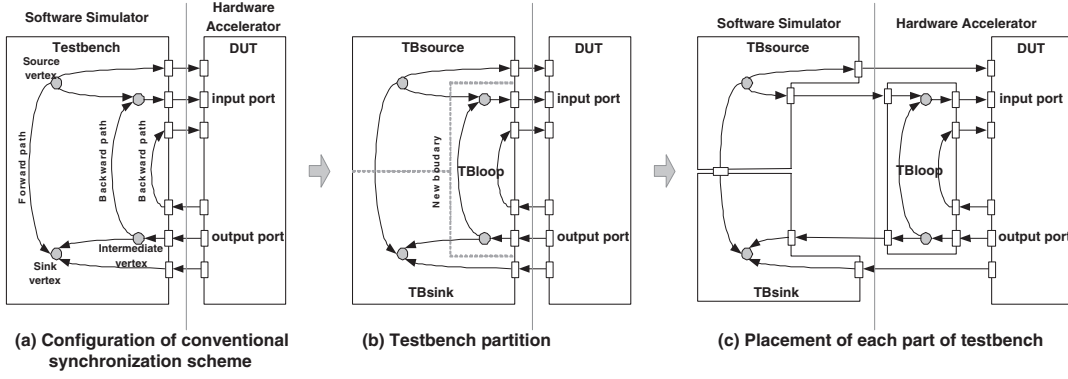 Software Simulator
Hardware
Accelerator
Testbench
DUT
Source
vertex
input port
Forward path
Backward path
Backward path
output port
Intermediate
vertex
Sink
vertex
(a) Configuration of conventional
synchronization scheme
TBsource
DUT
input port
New boudary
TBloop
output port
TBsink
(b) Testbench partition
Software Simulator
Hardware Accelerator
TBsource
DUT
input port
TBloop
output port
TBsink
(c) Placement of each part of testbench